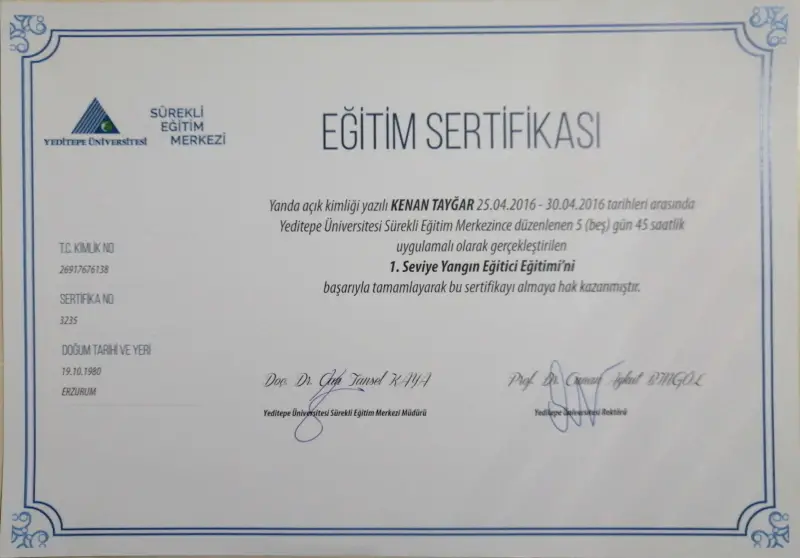 YEDİTEPE ÜNİVERSİTESİ
SÜREKLİ
EĞİTİM
MERKEZİ
EĞİTİM SERTİFİKASI
Yanda açık kimliği yazılı KENAN TAYĞAR 25.04.2016 - 30.04.2016 tarihleri arasında
Yeditepe Üniversitesi Sürekli Eğitim Merkezince düzenlenen 5 (beş) gün 45 saatlik
uygulamalı olarak gerçekleştirilen
1. Seviye Yangın Eğitici Eğitimi'ni
başarıyla tamamlayarak bu sertifikayı almaya hak kazanmıştır.
T.C. KİMLİK NO
26917676138
SERTİFİKA NO
3235
DOĞUM TARİHİ VE YERİ
19.10.1980
ERZURUM
Doç. Dr. Tansel KAYA
Yeditepe Üniversitesi Sürekli Eğitim Merkezi Müdürü
Prof. Dr. BİNGÖL
Yeditepe Üniversitesi Rektörü